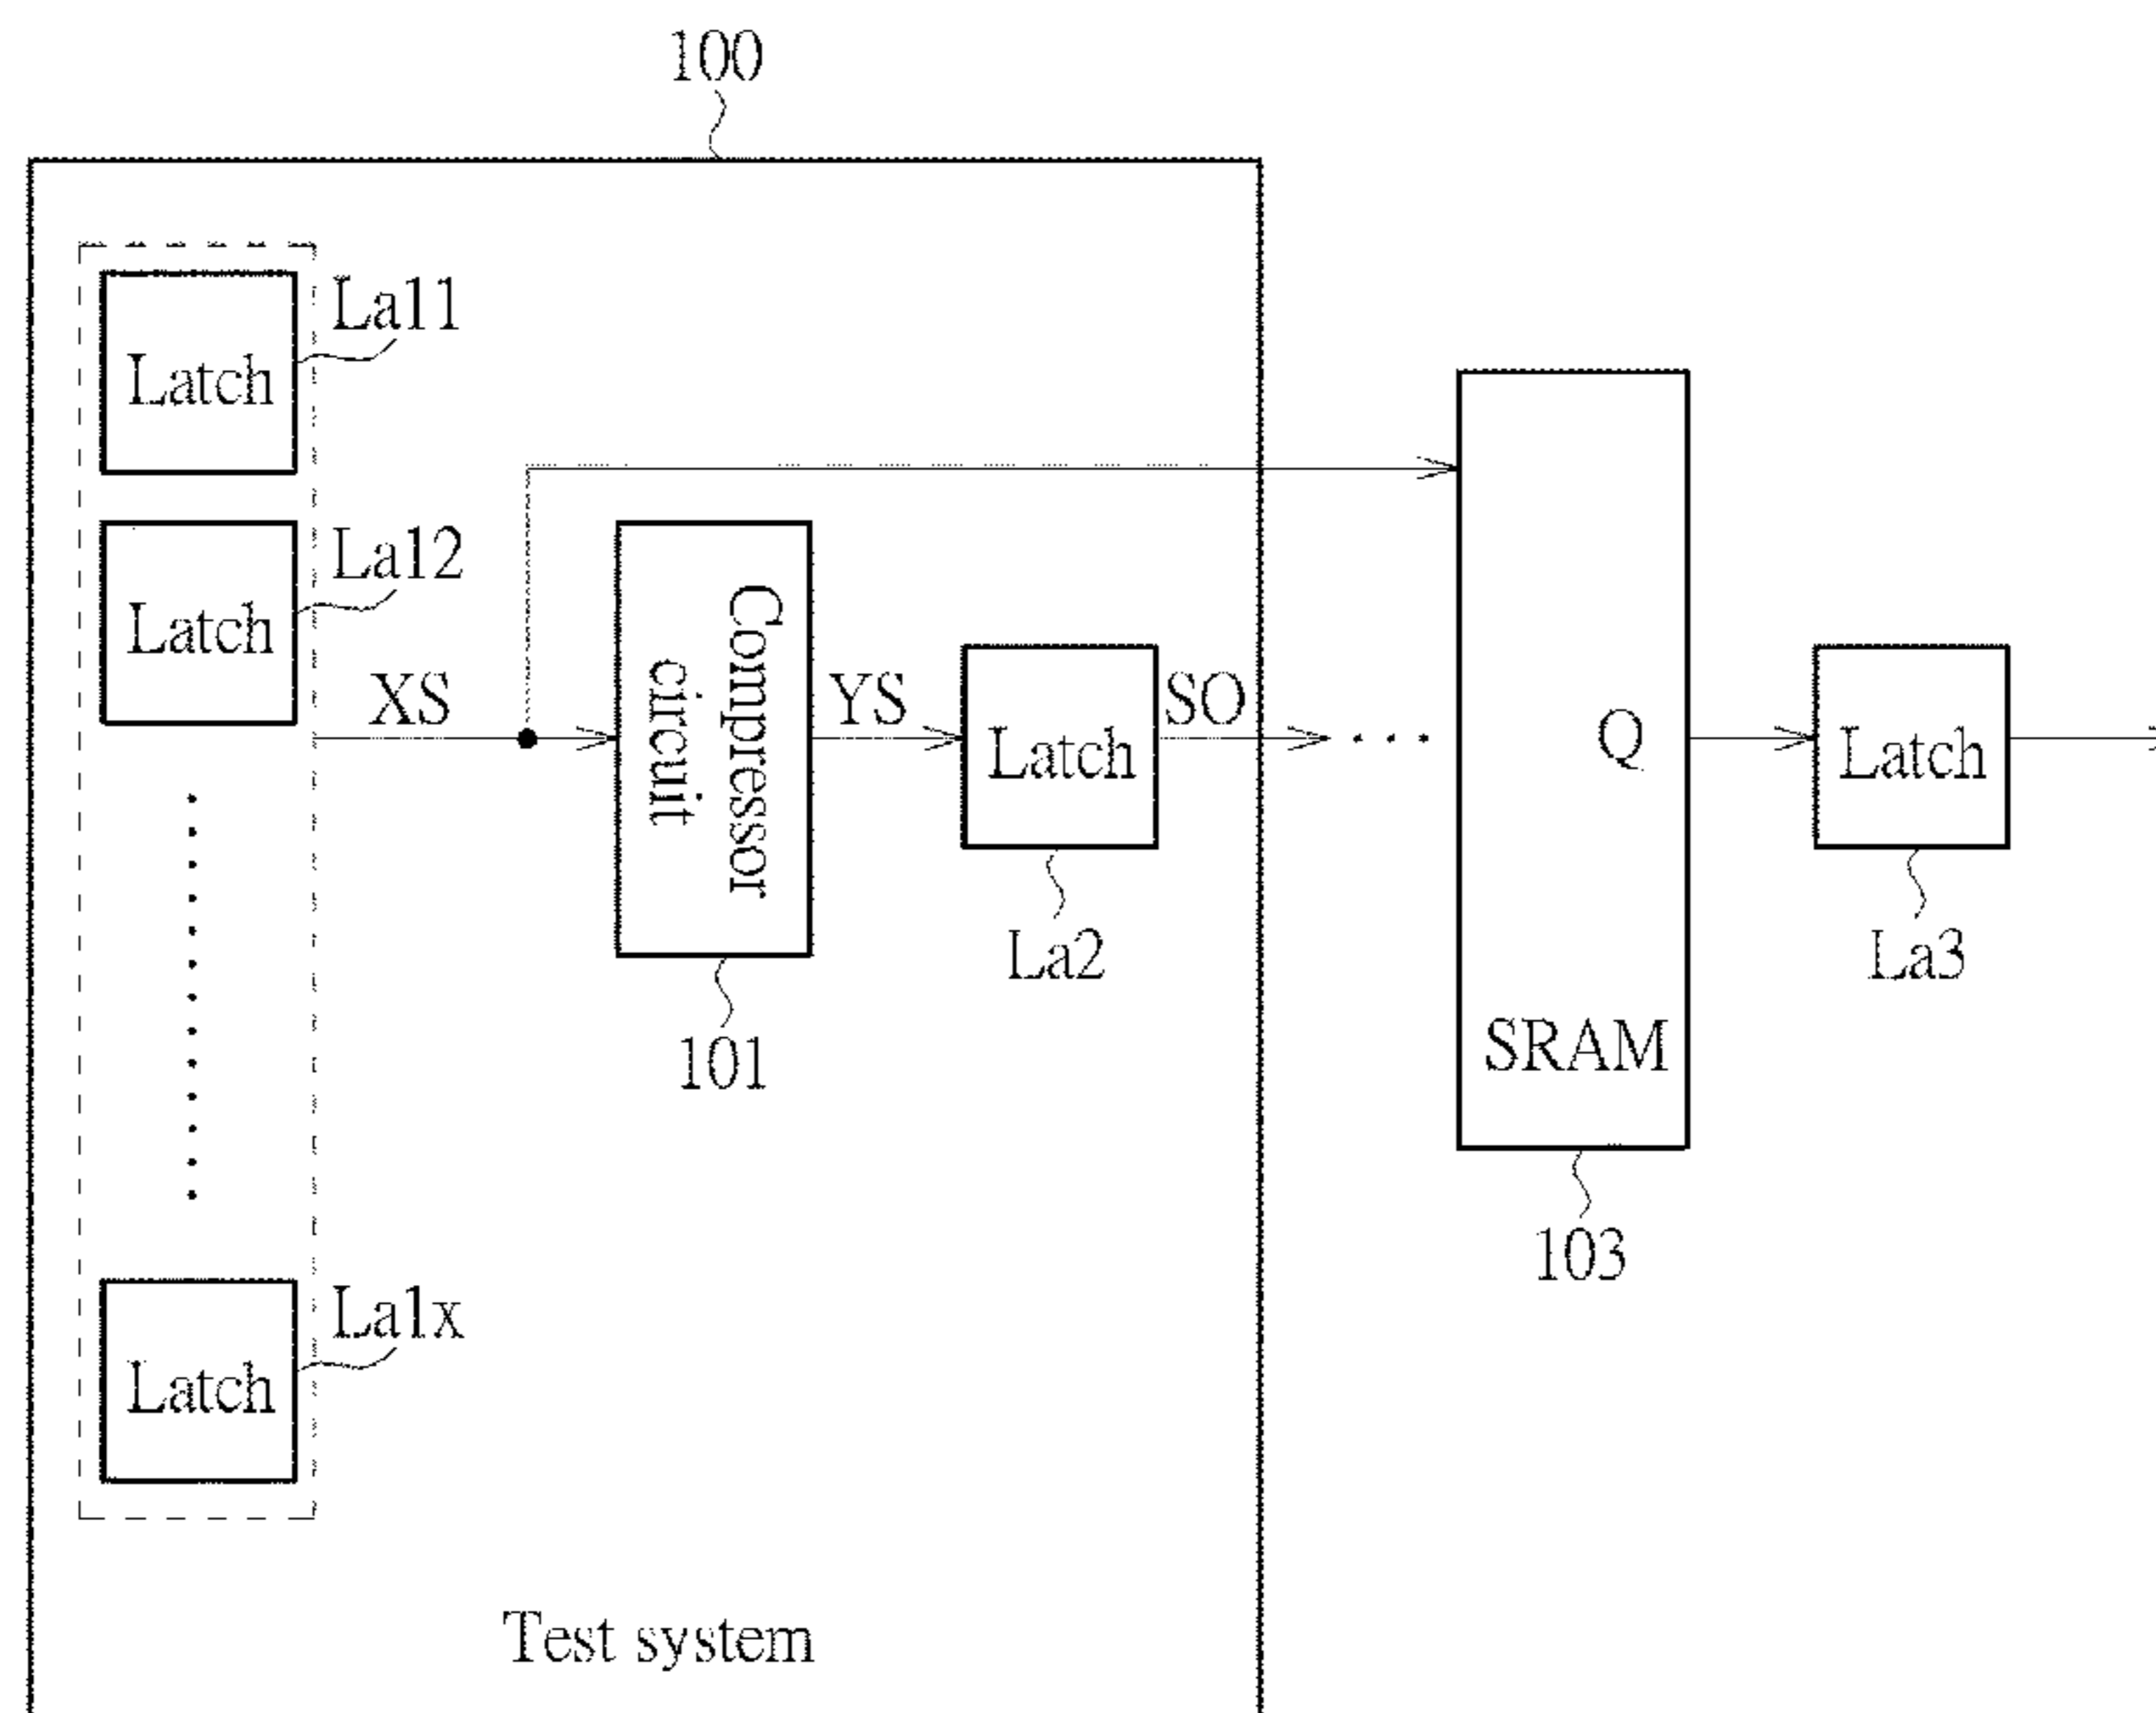 100
La11
Latch
La12
Latch
XS
Compressor
circuit
YS
Latch
SO
Q
Latch
La2
La3
SRAM
101
103
La1x
Latch
Test system